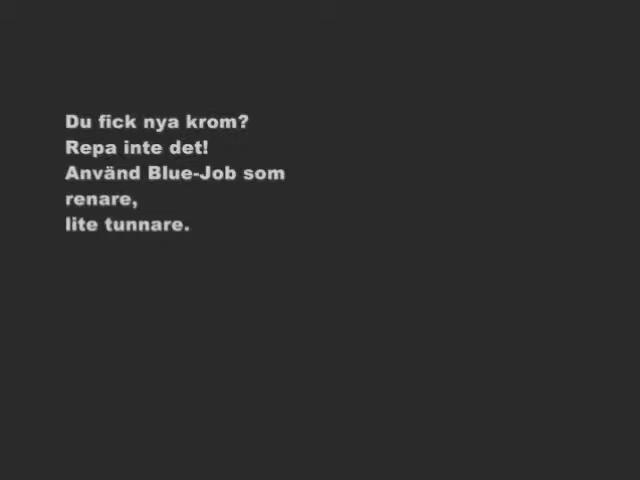 Du fick nya krom?
Repa inte det!
Använd Blue-Job som
renare,
lite tunnare.